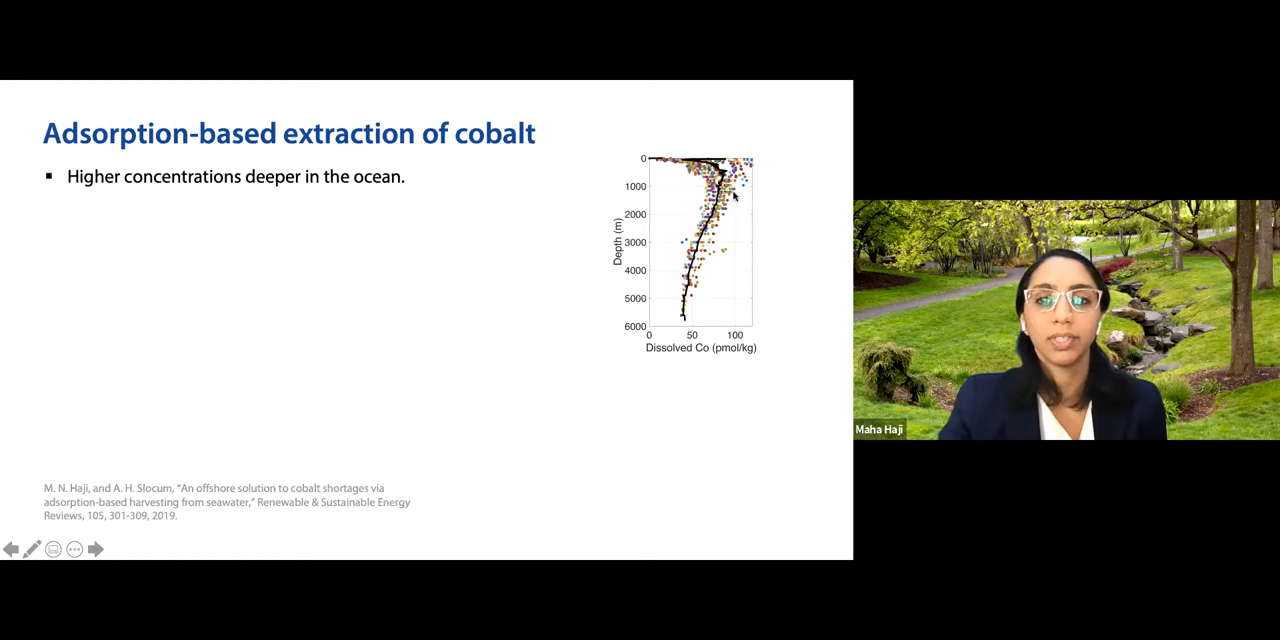 Adsorption-based extraction of cobalt
▪ Higher concentrations deeper in the ocean.
0
1000
2000
3000
4000
5000
6000
Depth (m)
0 50 100
Dissolved Co (pmol/kg)
Maha Haji
M. N. Haji, and A. H. Slocum, “An offshore solution to cobalt shortages via
adsorption-based harvesting from seawater,” Renewable & Sustainable Energy
Reviews, 105, 301-309, 2019.